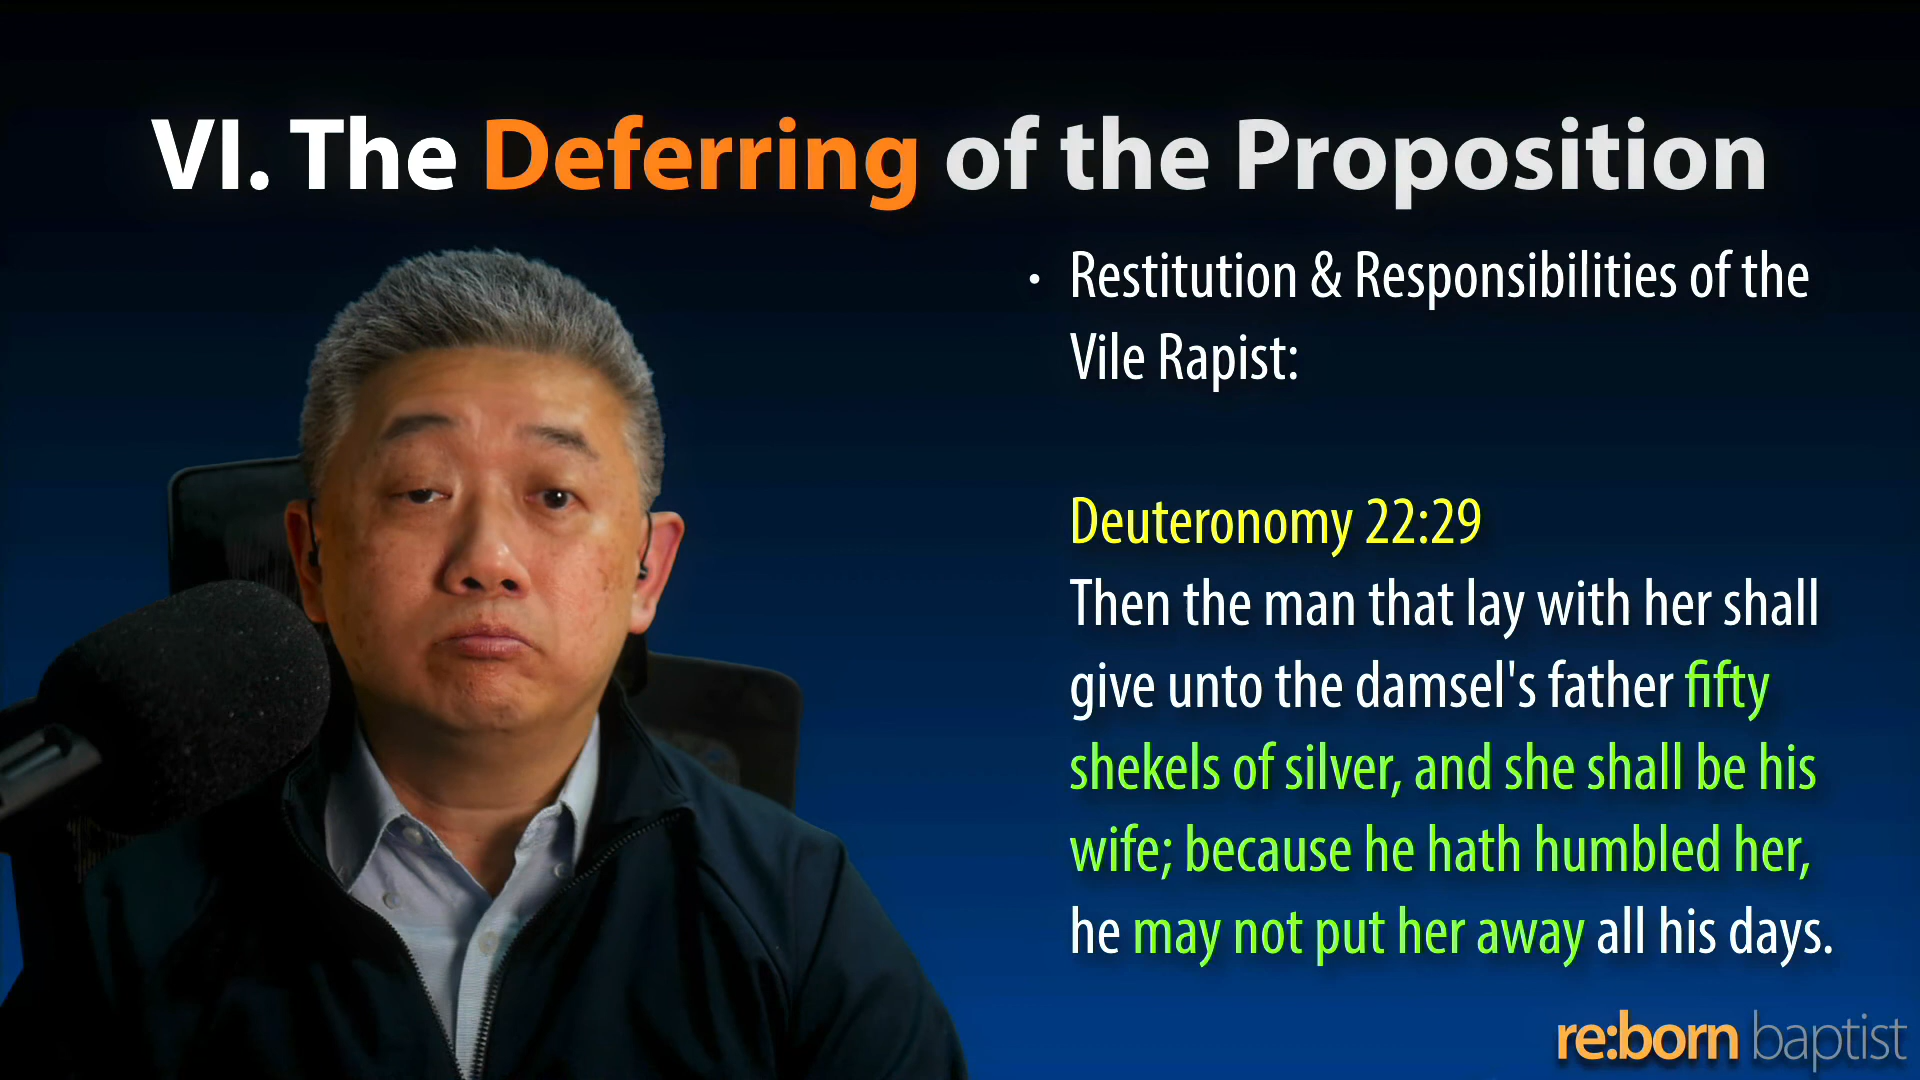 VI. The Deferring of the Proposition
• Restitution & Responsibilities of the
Vile Rapist:
Deuteronomy 22:29
Then the man that lay with her shall
give unto the damsel's father fifty
shekels of silver, and she shall be his
wife; because he hath humbled her,
he may not put her away all his days.
re:born baptist